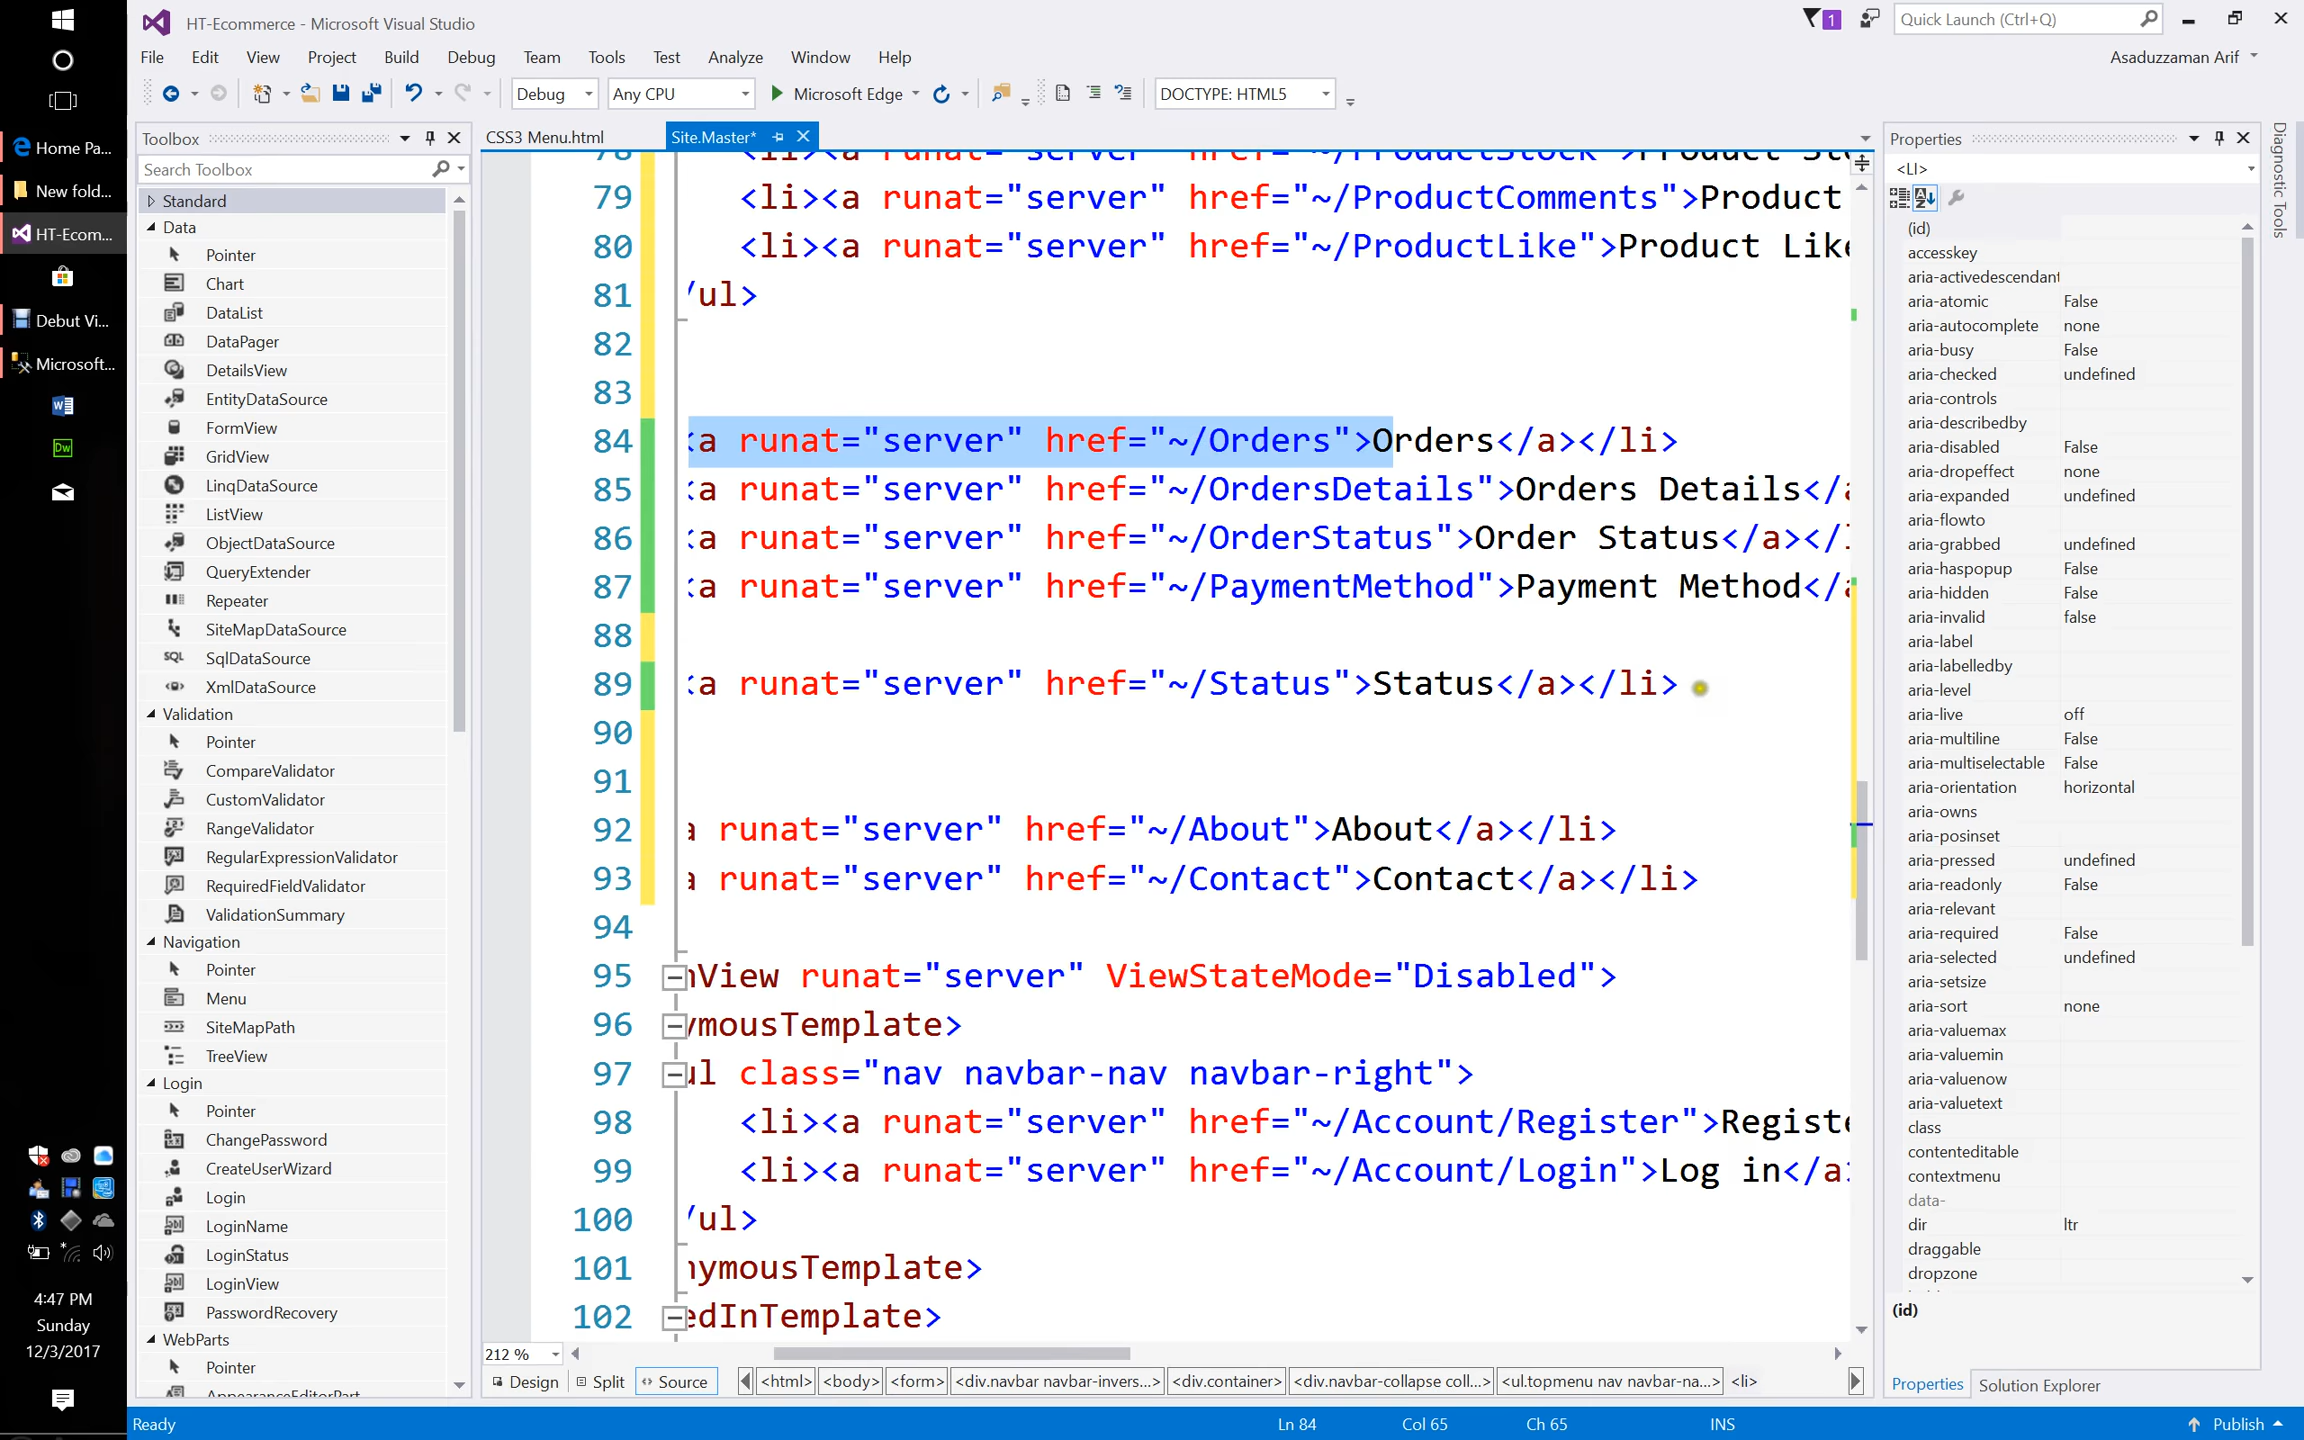 HT-Ecommerce - Microsoft Visual Studio
1
Quick Launch (Ctrl+Q)
File Edit View Project Build Debug Team Tools Test Analyze Window Help
Asaduzzaman Arif
Debug Any CPU Microsoft Edge DOCTYPE: HTML5
Home Pa...
New fold...
HT-Ecom...
Debut Vi...
Microsoft...
4:47 PM
Sunday
12/3/2017
Toolbox
Search Toolbox
Standard
Data
Pointer
Chart
DataList
DataPager
DetailsView
EntityDataSource
FormView
GridView
LinqDataSource
ListView
ObjectDataSource
QueryExtender
Repeater
SiteMapDataSource
SqlDataSource
XmlDataSource
Validation
Pointer
CompareValidator
CustomValidator
RangeValidator
RegularExpressionValidator
RequiredFieldValidator
ValidationSummary
Navigation
Pointer
Menu
SiteMapPath
TreeView
Login
Pointer
ChangePassword
CreateUserWizard
Login
LoginName
LoginStatus
LoginView
PasswordRecovery
WebParts
Pointer
CSS3 Menu.html Site.Master*
79 <li><a runat="server" href="~/ProductComments">Product
80 <li><a runat="server" href="~/ProductLike">Product Like
81 /ul>
82
83
84 <a runat="server" href="~/Orders">Orders</a></li>
85 <a runat="server" href="~/OrdersDetails">Orders Details</a
86 <a runat="server" href="~/OrderStatus">Order Status</a></l
87 <a runat="server" href="~/PaymentMethod">Payment Method</a
88
89 <a runat="server" href="~/Status">Status</a></li>
90
91
92 a runat="server" href="~/About">About</a></li>
93 a runat="server" href="~/Contact">Contact</a></li>
94
95 nView runat="server" ViewStateMode="Disabled">
96 ymousTemplate>
97 ul class="nav navbar-nav navbar-right">
98 <li><a runat="server" href="~/Account/Register">Registe
99 <li><a runat="server" href="~/Account/Login">Log in</a>
100 /ul>
101 nymousTemplate>
102 edInTemplate>
212 %
Design Split Source <html> <body> <form> <div.navbar navbar-invers...> <div.container> <div.navbar-collapse coll...> <ul.topmenu nav navbar-na...> <li>
Properties
<LI>
(id)
accesskey
aria-activedescendant
aria-atomic False
aria-autocomplete none
aria-busy False
aria-checked undefined
aria-controls
aria-describedby
aria-disabled False
aria-dropeffect none
aria-expanded undefined
aria-flowto
aria-grabbed undefined
aria-haspopup False
aria-hidden False
aria-invalid false
aria-label
aria-labelledby
aria-level
aria-live off
aria-multiline False
aria-multiselectable False
aria-orientation horizontal
aria-owns
aria-posinset
aria-pressed undefined
aria-readonly False
aria-relevant
aria-required False
aria-selected undefined
aria-setsize
aria-sort none
aria-valuemax
aria-valuemin
aria-valuenow
aria-valuetext
class
contenteditable
contextmenu
data-
dir ltr
draggable
dropzone
(id)
Properties Solution Explorer
Diagnostic Tools
Ready Ln 84 Col 65 Ch 65 INS Publish